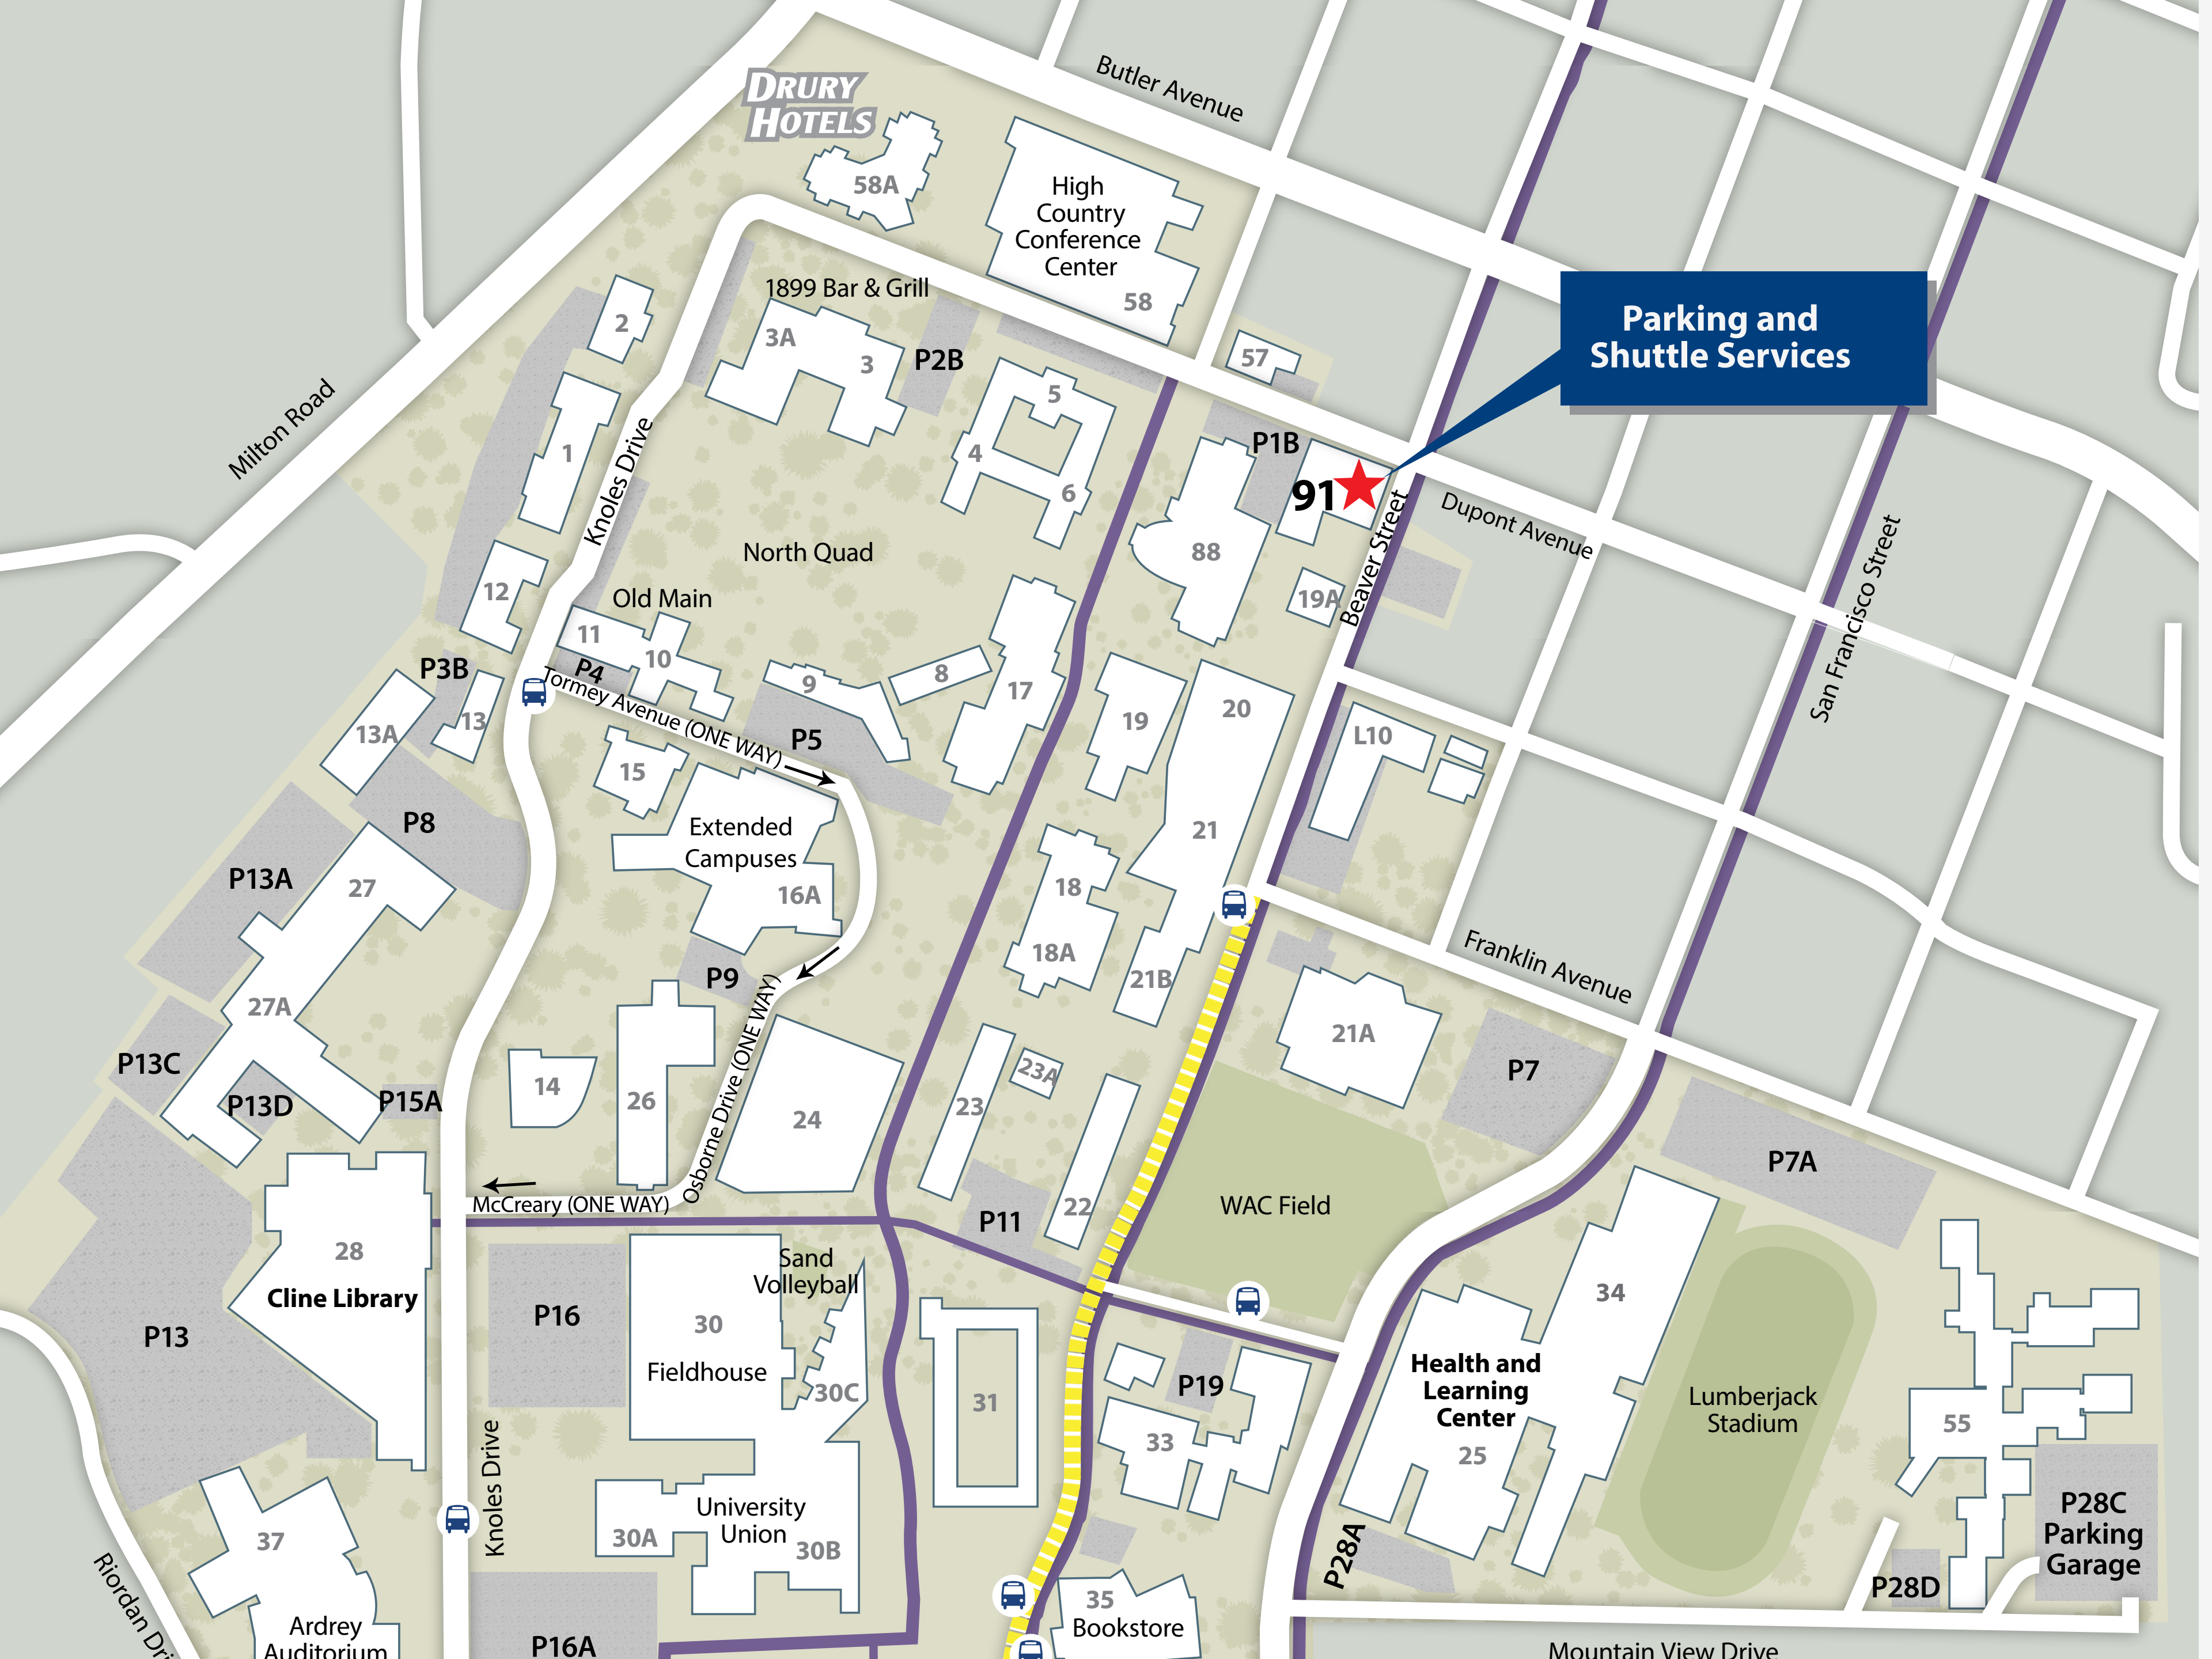 Butler Avenue
DRURY
HOTELS
58A
High
Country
Conference
Center
58
1899 Bar & Grill
Parking and
Shuttle Services
2
3A
3
P2B
57
5
4
6
1
Milton Road
Knoles Drive
P1B
91
Beaver Street
Dupont Avenue
San Francisco Street
North Quad
88
12
Old Main
19A
11
10
P4
P3B
Tormey Avenue (ONE WAY)
9
8
17
13
13A
P5
15
19
20
L10
P8
Extended
Campuses
16A
21
P13A
27
18
18A
21B
Franklin Avenue
P9
27A
21A
P13C
Osborne Drive (ONE WAY)
P7
14
26
24
23
23A
P13D
P15A
P7A
McCreary (ONE WAY)
22
P11
WAC Field
28
Cline Library
Sand
Volleyball
34
P16
30
Fieldhouse
30C
P13
31
P19
Health and
Learning
Center
25
Lumberjack
Stadium
33
55
Knoles Drive
University
Union
30A
30B
37
P28A
P28C
Parking
Garage
P28D
Riordan Dri
35
Bookstore
Ardrey
Auditorium
P16A
Mountain View Drive